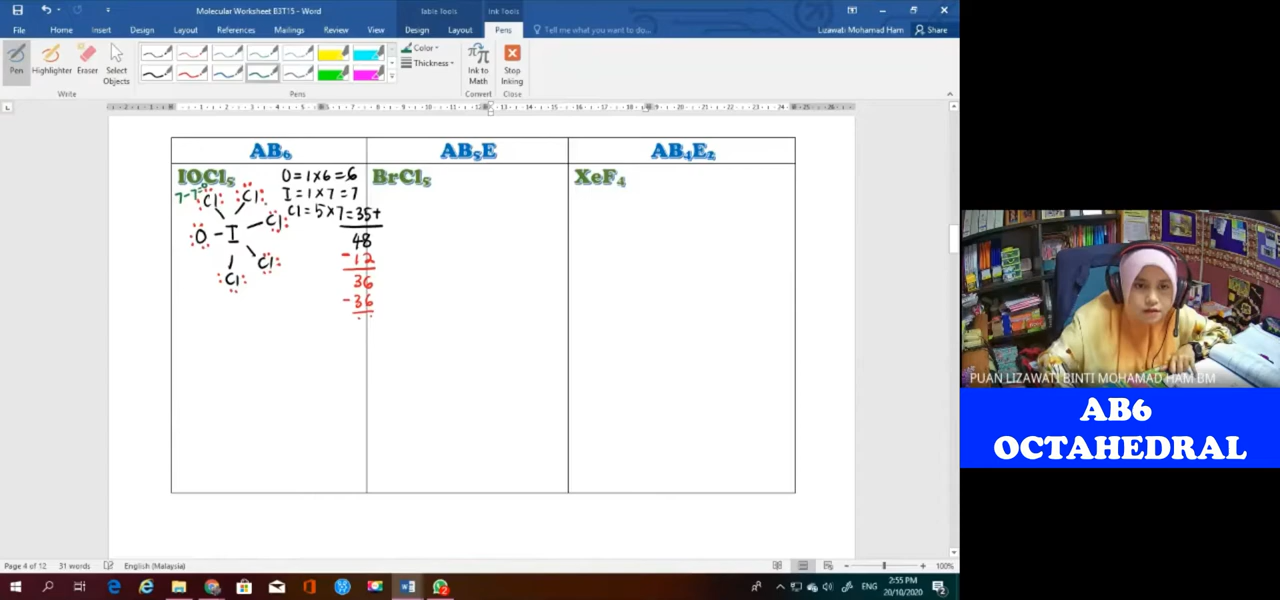 Molecular Worksheet B3T15 - Word
Table Tools
Ink Tools
File Home Insert Design Layout References Mailings Review View Design Layout Pens Tell me what you want to do... Lizawati Mohamad Ham Share
Pen
Highlighter
Eraser
Select Objects
Color
Thickness
Ink to Math
Stop Inking
Write
Pens
Convert
Close
AB6 AB5E AB4E2
IOCl5 BrCl5 XeF4
O = 1 x 6 = 6
I = 1 x 7 = 7
Cl = 5 x 7 = 35 +
48
- 12
36
- 36
7-7=0
Cl Cl
Cl
O - I
Cl
Cl
PUAN LIZAWATI BINTI MOHAMAD HAM BM
AB6
OCTAHEDRAL
Page 4 of 12 31 words English (Malaysia) 100%
ENG
2:55 PM
20/10/2020
2
2